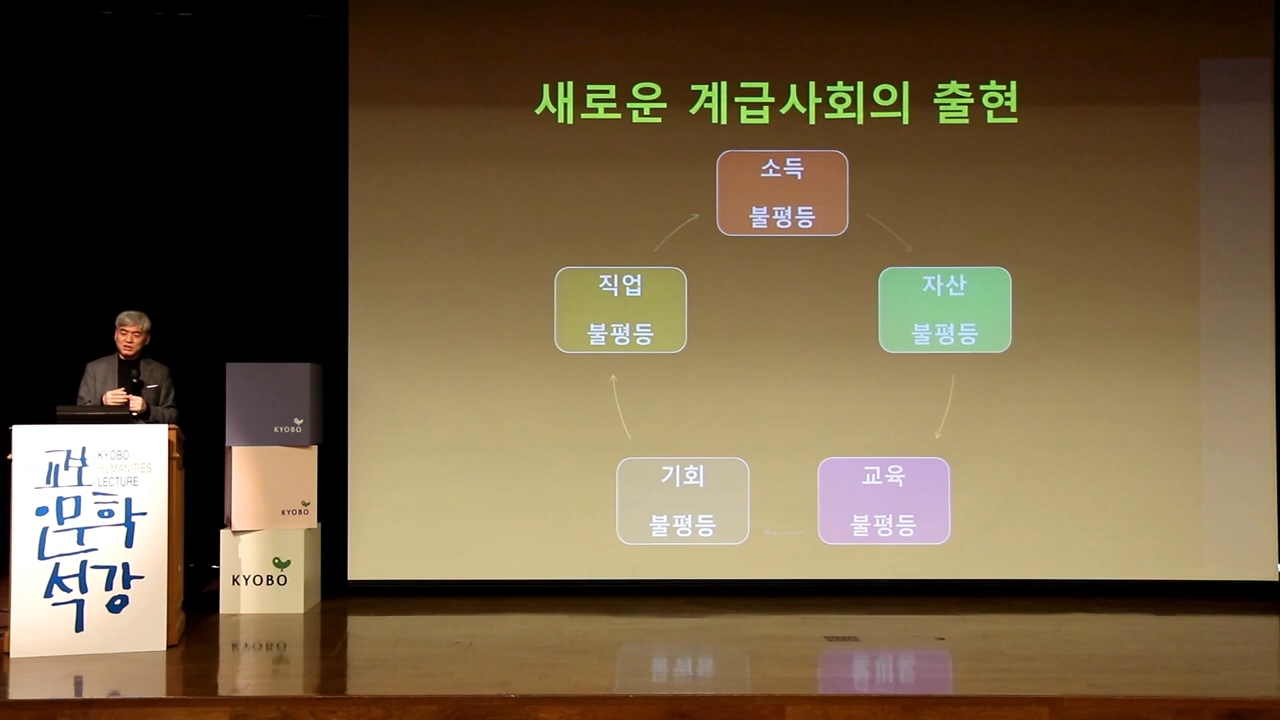 새로운 계급사회의 출현
소득
불평등
직업
불평등
자산
불평등
기회
불평등
교육
불평등
교보
인문학
석강
KYOBO
HUMANITIES
LECTURE
KYOBO
KYOBO
KYOBO